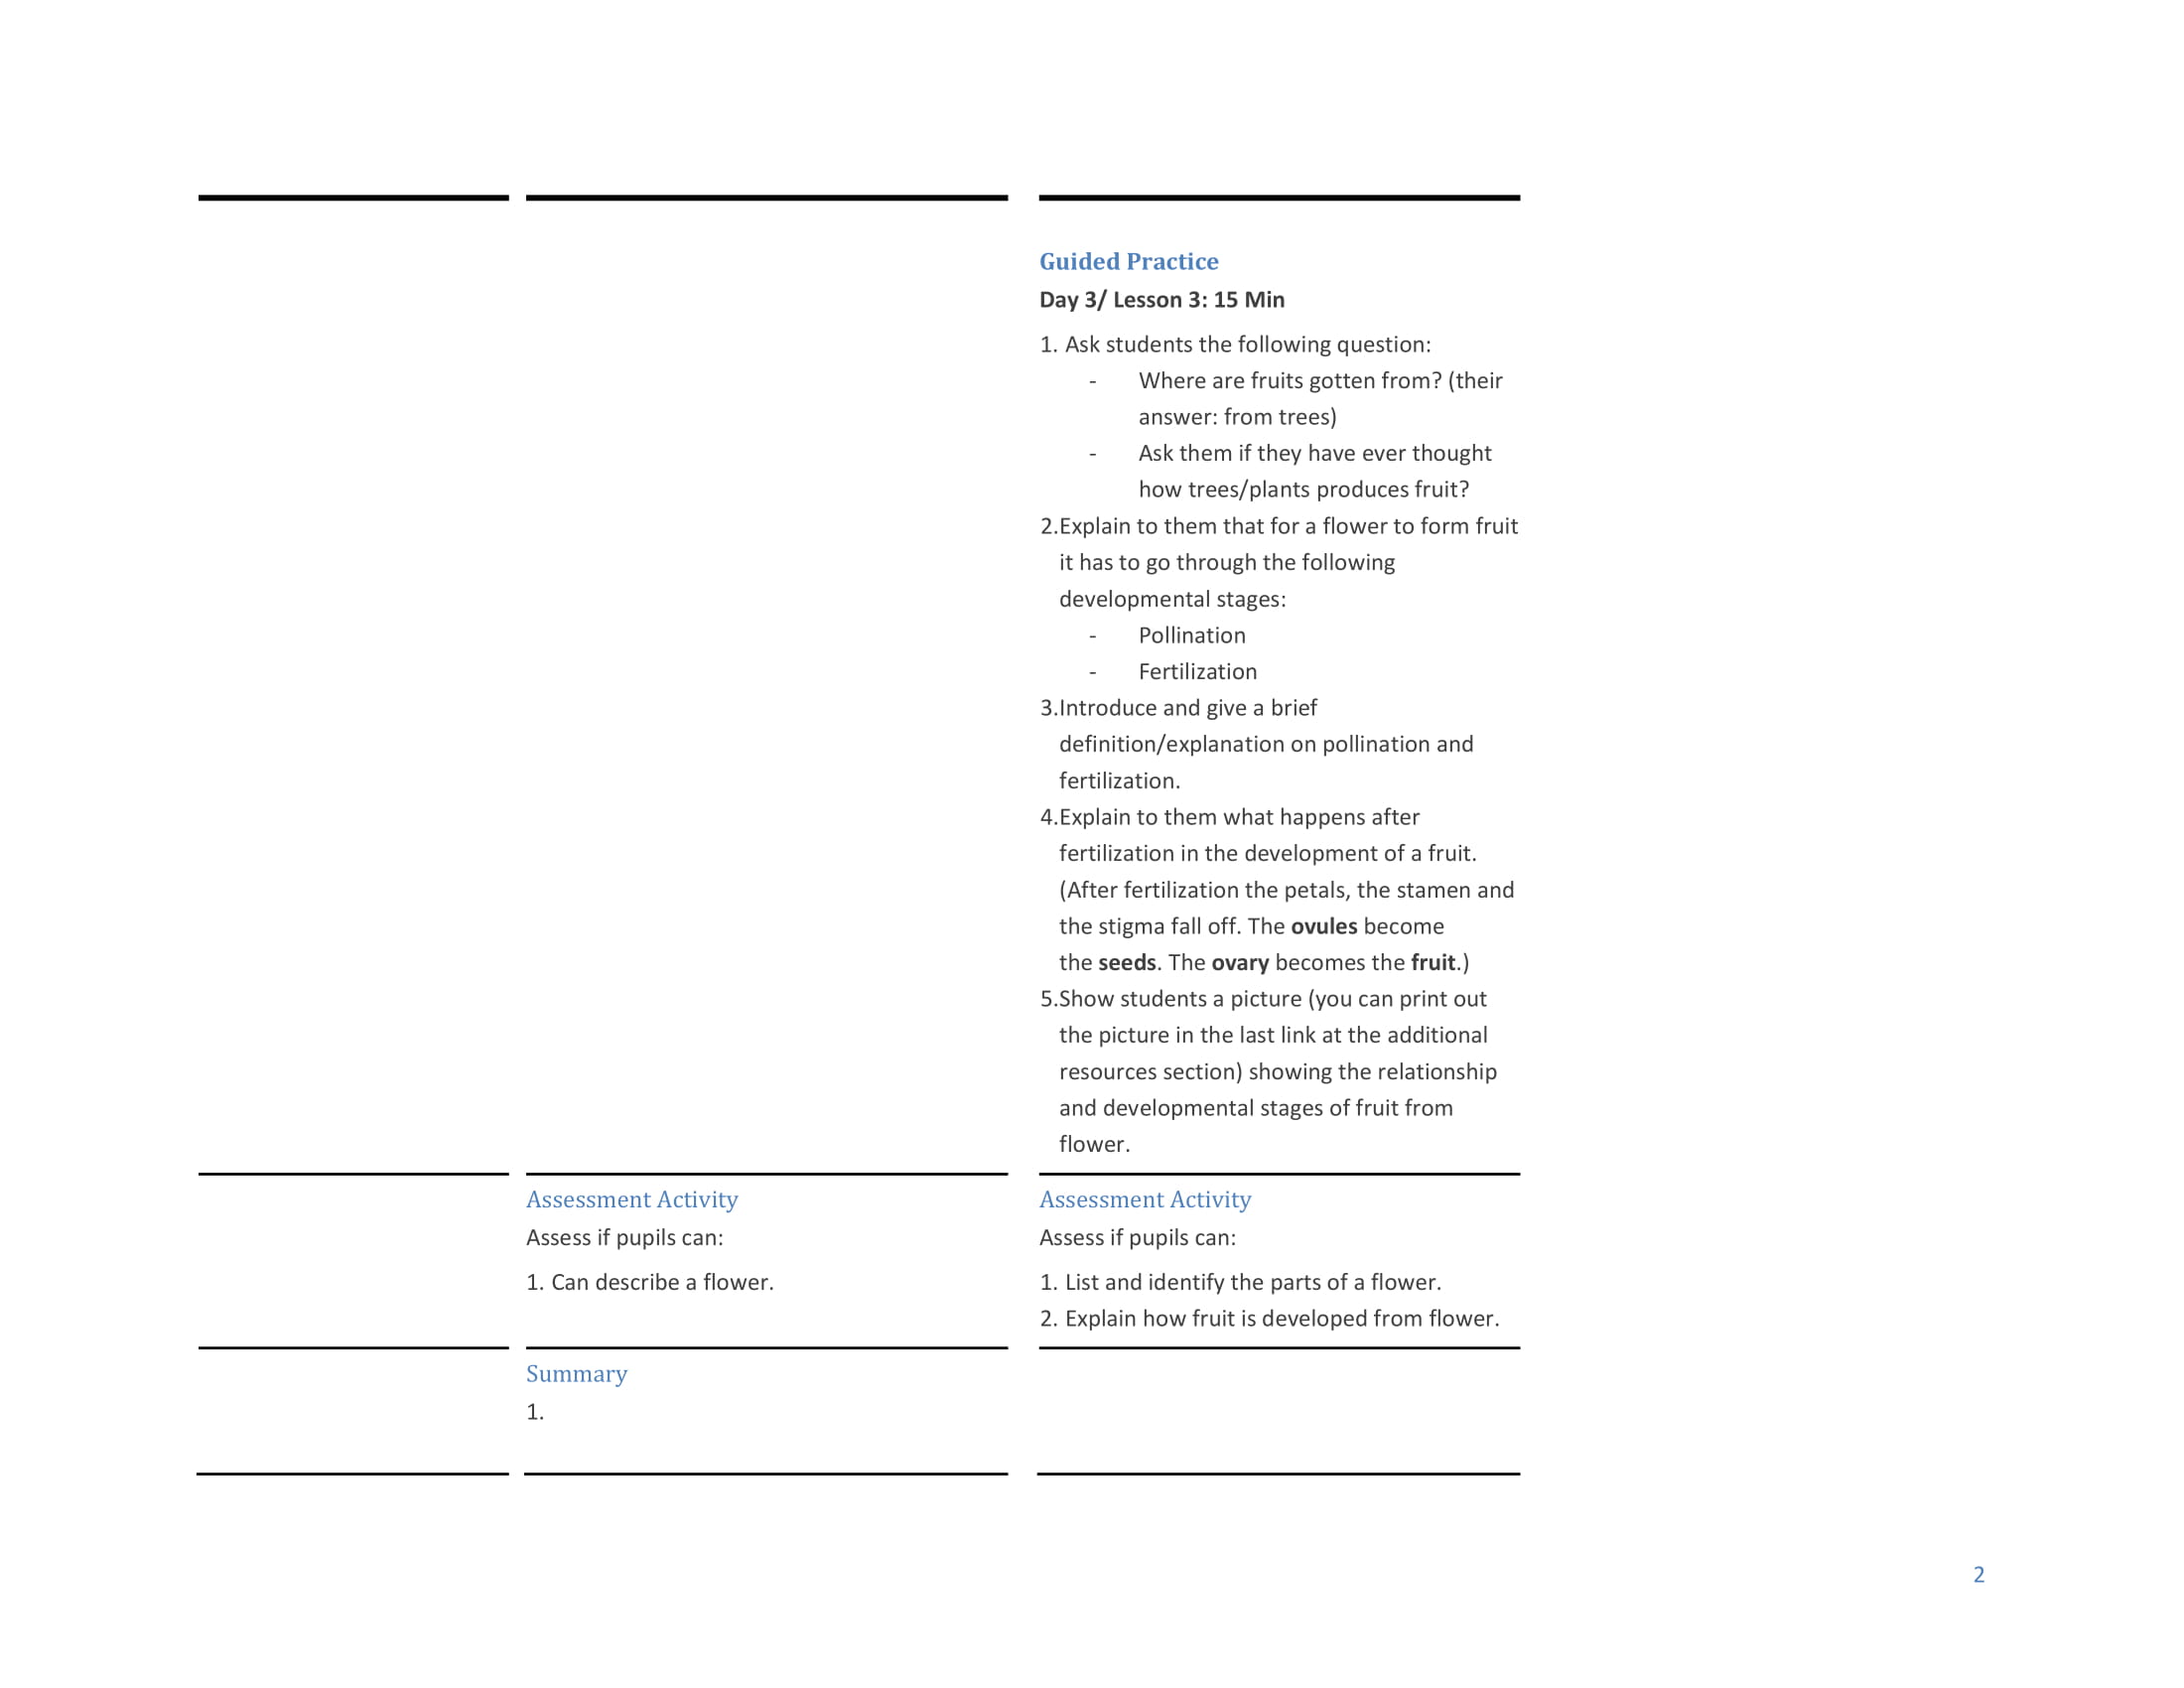 Guided Practice
Day 3/ Lesson 3: 15 Min
1. Ask students the following question:
- Where are fruits gotten from? (their
answer: from trees)
- Ask them if they have ever thought
how trees/plants produces fruit?
2.Explain to them that for a flower to form fruit
it has to go through the following
developmental stages:
- Pollination
- Fertilization
3.Introduce and give a brief
definition/explanation on pollination and
fertilization.
4.Explain to them what happens after
fertilization in the development of a fruit.
(After fertilization the petals, the stamen and
the stigma fall off. The ovules become
the seeds. The ovary becomes the fruit.)
5.Show students a picture (you can print out
the picture in the last link at the additional
resources section) showing the relationship
and developmental stages of fruit from
flower.
Assessment Activity
Assess if pupils can:
1. Can describe a flower.
Assessment Activity
Assess if pupils can:
1. List and identify the parts of a flower.
2. Explain how fruit is developed from flower.
Summary
1.
2